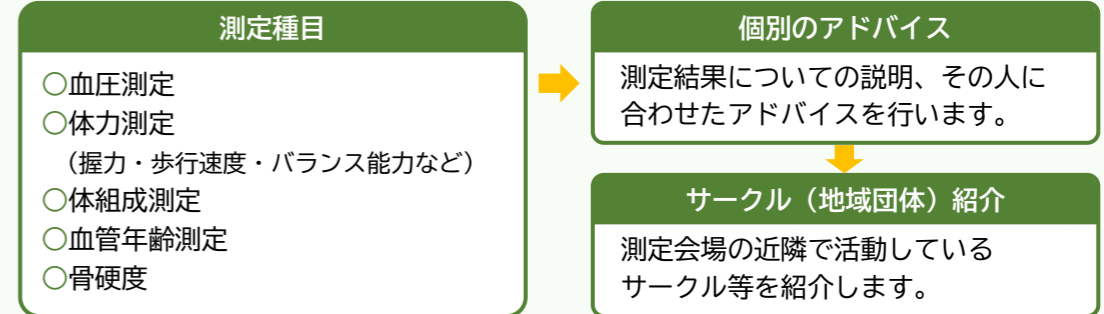 測定種目
○血圧測定
○体力測定
（握力・歩行速度・バランス能力など）
○体組成測定
○血管年齢測定
○骨硬度
個別のアドバイス
測定結果についての説明、その人に
合わせたアドバイスを行います。
サークル（地域団体）紹介
測定会場の近隣で活動している
サークル等を紹介します。